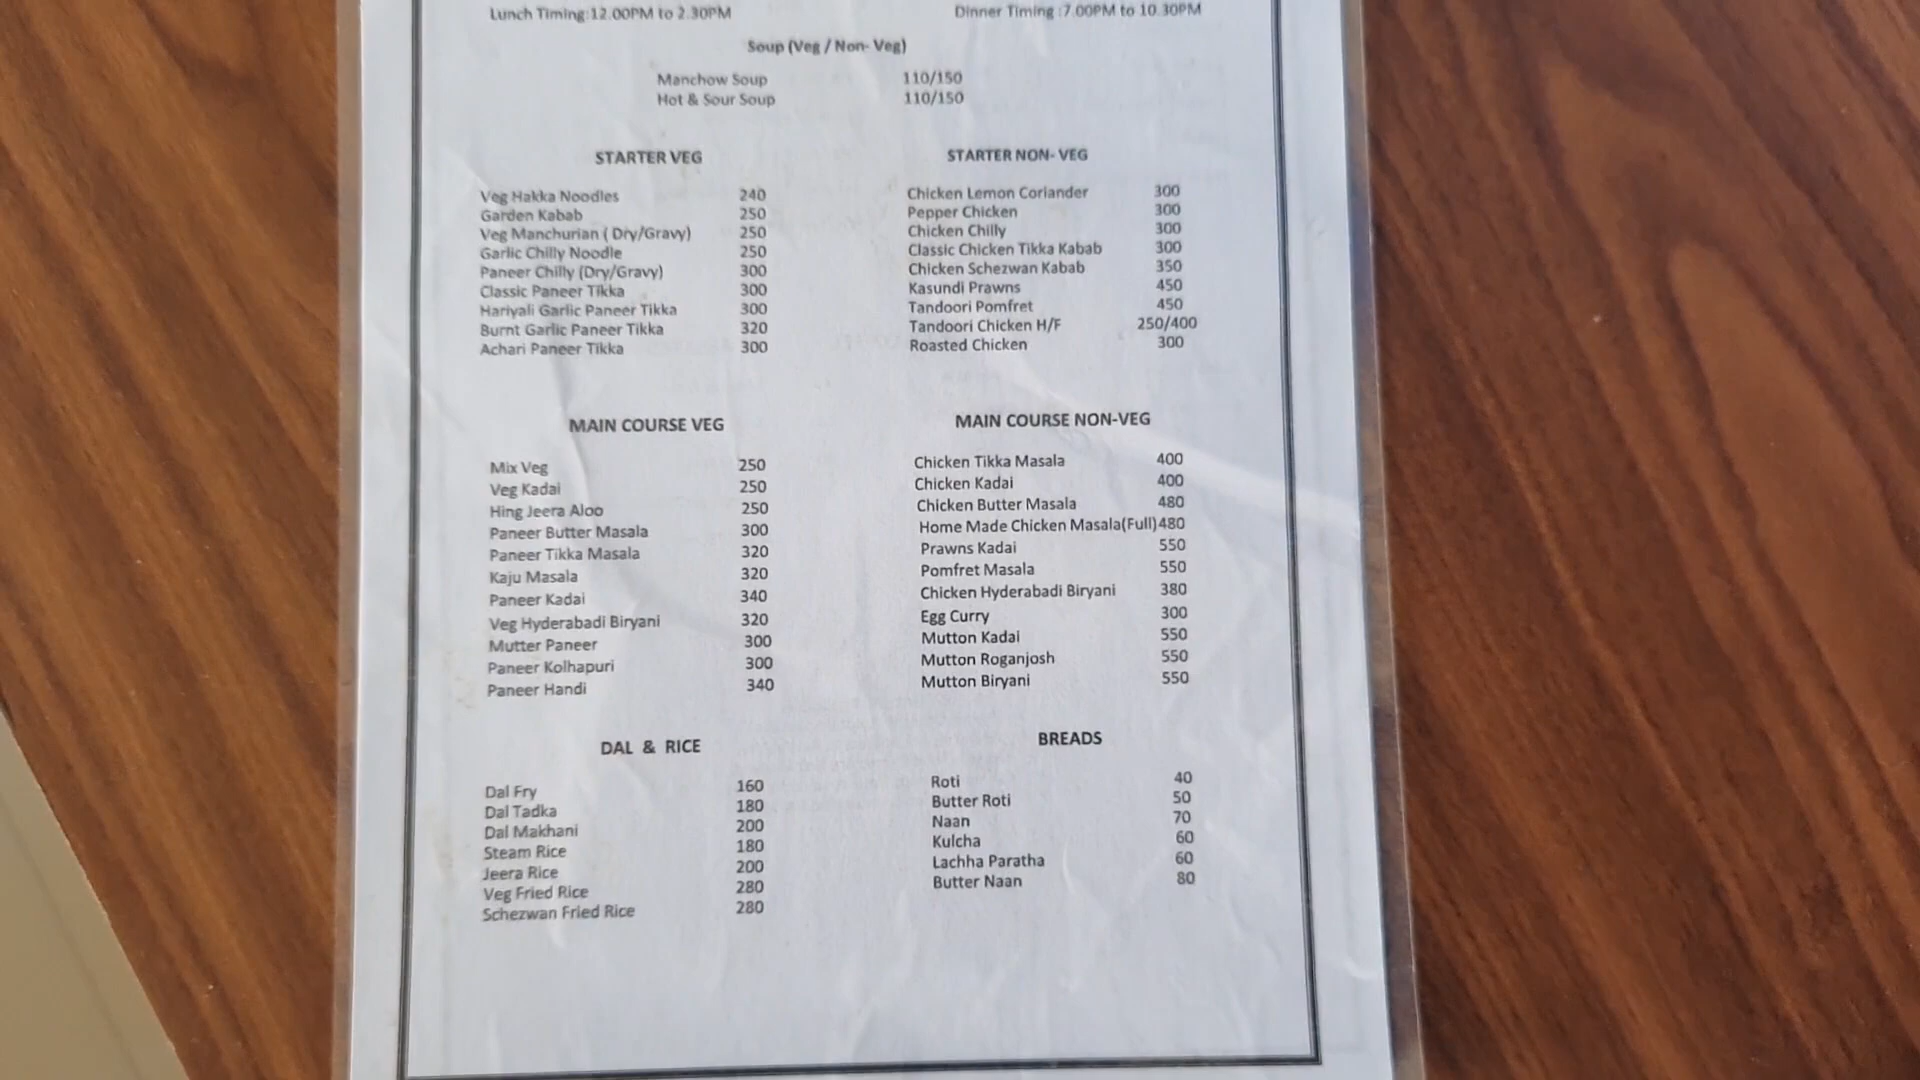 Lunch Timing:12.00PM to 2.30PM Dinner Timing :7.00PM to 10.30PM
Soup (Veg / Non- Veg)
Manchow Soup 110/150
Hot & Sour Soup 110/150
STARTER VEG
Veg Hakka Noodles 240
Garden Kabab 250
Veg Manchurian ( Dry/Gravy) 250
Garlic Chilly Noodle 250
Paneer Chilly (Dry/Gravy) 300
Classic Paneer Tikka 300
Hariyali Garlic Paneer Tikka 300
Burnt Garlic Paneer Tikka 320
Achari Paneer Tikka 300
STARTER NON- VEG
Chicken Lemon Coriander 300
Pepper Chicken 300
Chicken Chilly 300
Classic Chicken Tikka Kabab 300
Chicken Schezwan Kabab 350
Kasundi Prawns 450
Tandoori Pomfret 450
Tandoori Chicken H/F 250/400
Roasted Chicken 300
MAIN COURSE VEG
Mix Veg 250
Veg Kadai 250
Hing Jeera Aloo 250
Paneer Butter Masala 300
Paneer Tikka Masala 320
Kaju Masala 320
Paneer Kadai 340
Veg Hyderabadi Biryani 320
Mutter Paneer 300
Paneer Kolhapuri 300
Paneer Handi 340
MAIN COURSE NON-VEG
Chicken Tikka Masala 400
Chicken Kadai 400
Chicken Butter Masala 480
Home Made Chicken Masala(Full) 480
Prawns Kadai 550
Pomfret Masala 550
Chicken Hyderabadi Biryani 380
Egg Curry 300
Mutton Kadai 550
Mutton Roganjosh 550
Mutton Biryani 550
DAL & RICE
Dal Fry 160
Dal Tadka 180
Dal Makhani 200
Steam Rice 180
Jeera Rice 200
Veg Fried Rice 280
Schezwan Fried Rice 280
BREADS
Roti 40
Butter Roti 50
Naan 70
Kulcha 60
Lachha Paratha 60
Butter Naan 80